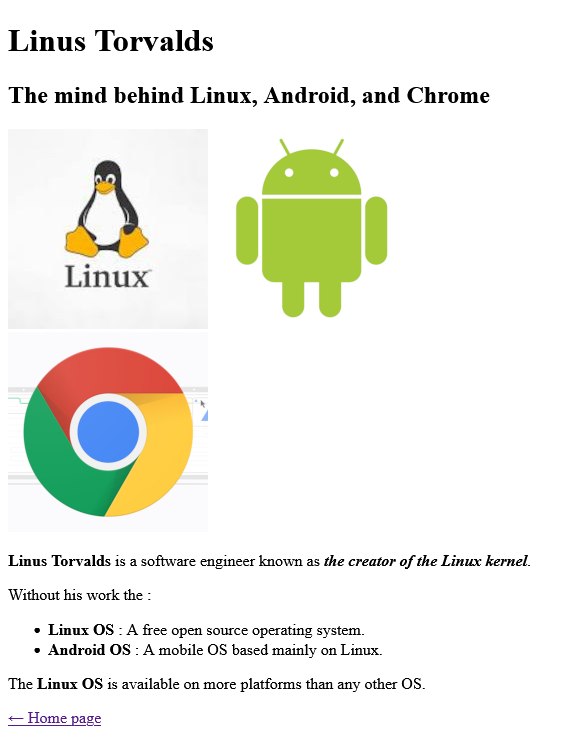 Linus Torvalds
The mind behind Linux, Android, and Chrome
Linux
Linus Torvalds is a software engineer known as the creator of the Linux kernel.
Without his work the :
• Linux OS : A free open source operating system.
• Android OS : A mobile OS based mainly on Linux.
The Linux OS is available on more platforms than any other OS.
← Home page